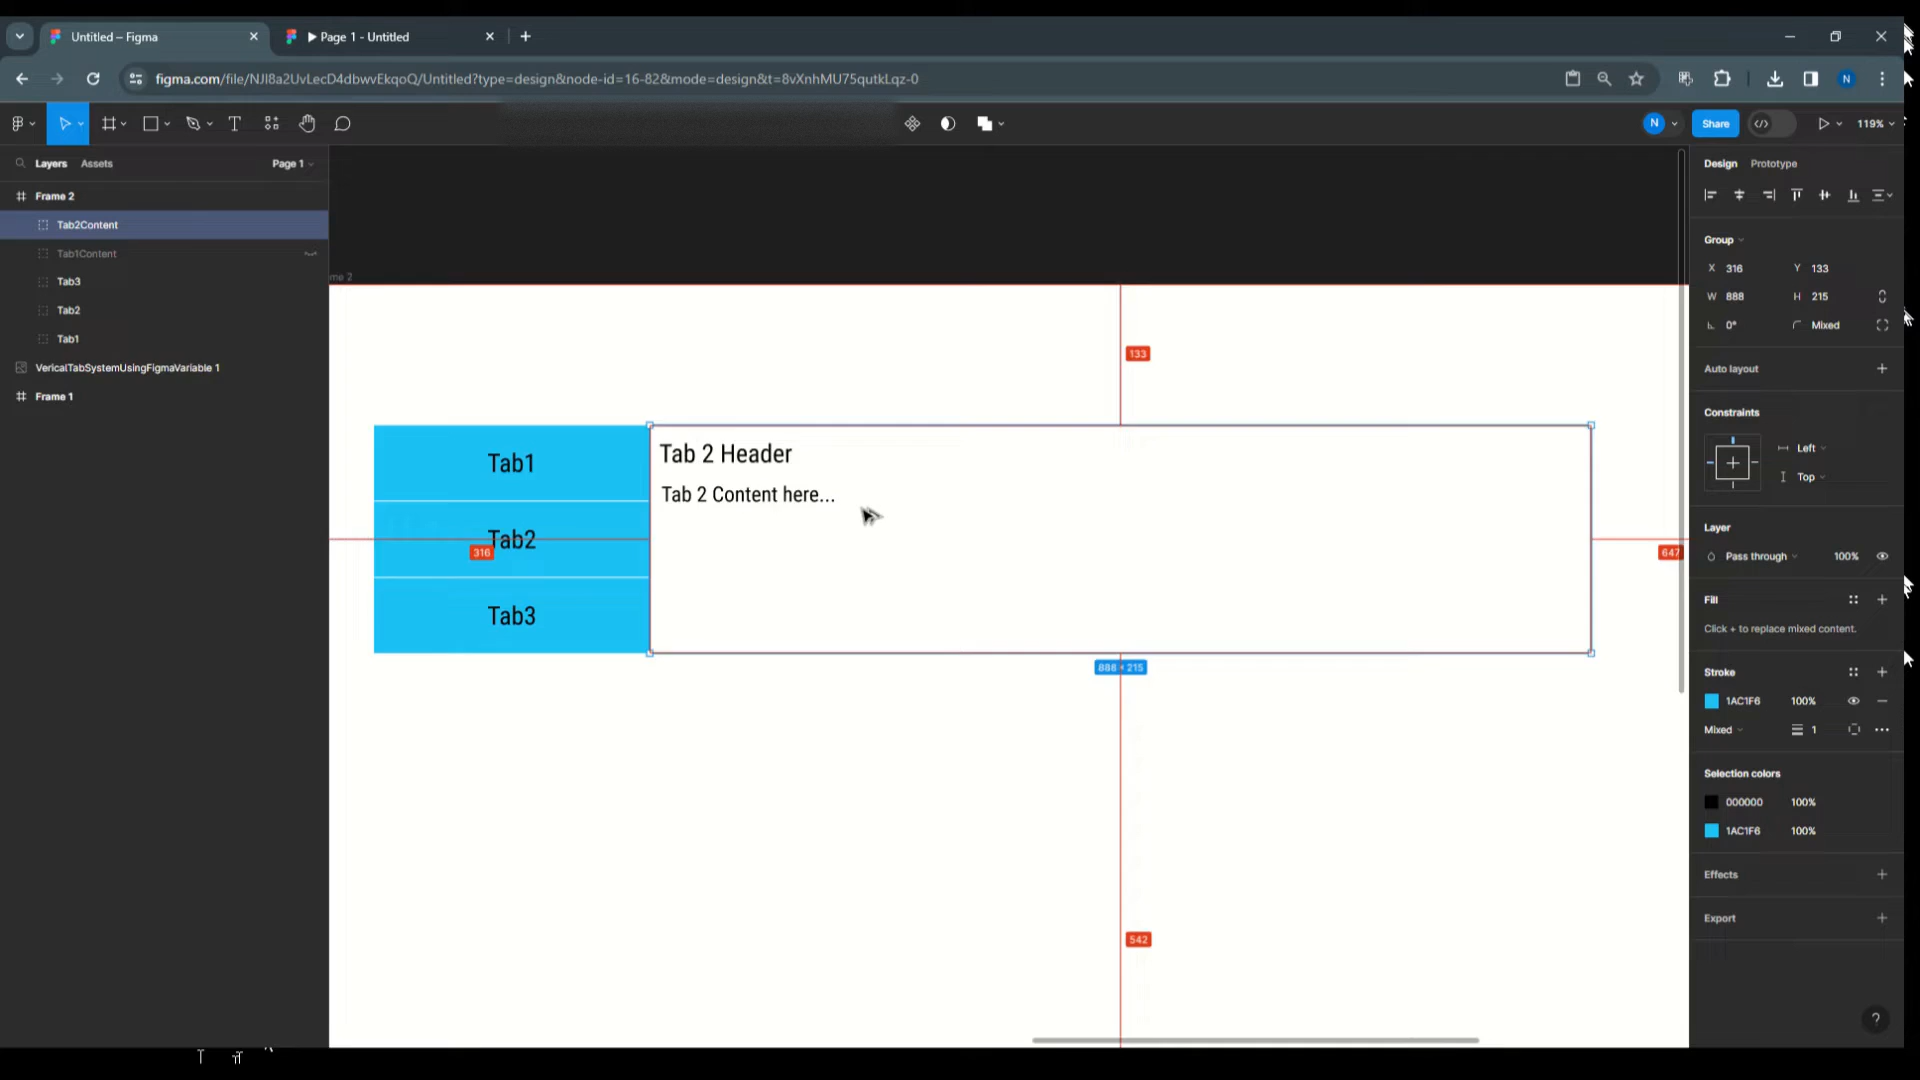 Untitled – Figma
▶ Page 1 - Untitled
figma.com/file/NJl8a2UvLecD4dbwvEkqoQ/Untitled?type=design&node-id=16-82&mode=design&t=8vXnhMU75qutkLqz-0
N
N
Share
119%
Layers
Assets
Page 1
Design
Prototype
Frame 2
Tab2Content
Tab1Content
Tab3
Tab2
Tab1
VericalTabSystemUsingFigmaVariable 1
Frame 1
me 2
133
Tab1
Tab2
Tab3
316
Tab 2 Header
Tab 2 Content here...
647
888 × 215
542
Group
X 316
Y 133
W 888
H 215
0°
Mixed
Auto layout
Constraints
Left
Top
Layer
Pass through
100%
Fill
Click + to replace mixed content.
Stroke
1AC1F6
100%
Mixed
1
Selection colors
000000
100%
1AC1F6
100%
Effects
Export
?